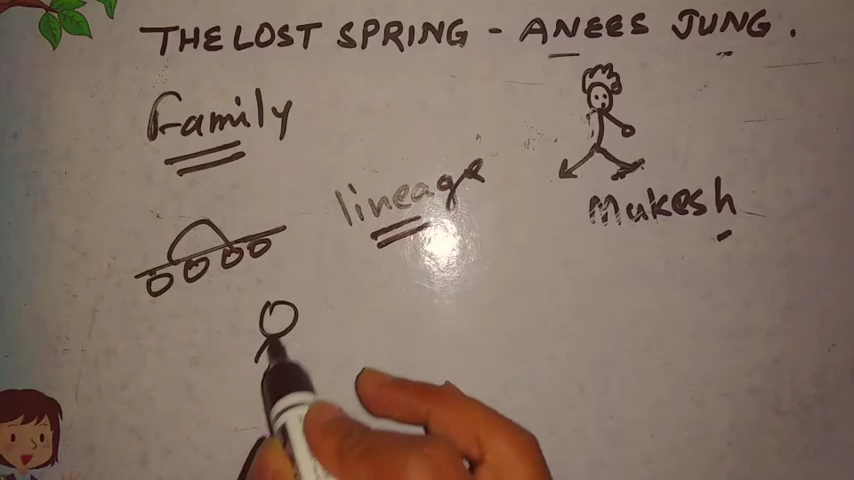 THE LOST SPRING - ANEES JUNG.
Family
lineage
Mukesh